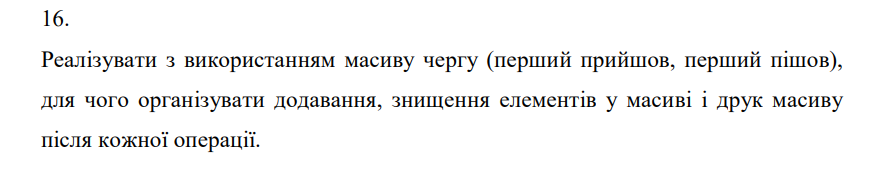 16.
Реалізувати з використанням масиву чергу (перший прийшов, перший пішов),
для чого організувати додавання, знищення елементів у масиві і друк масиву
після кожної операції.